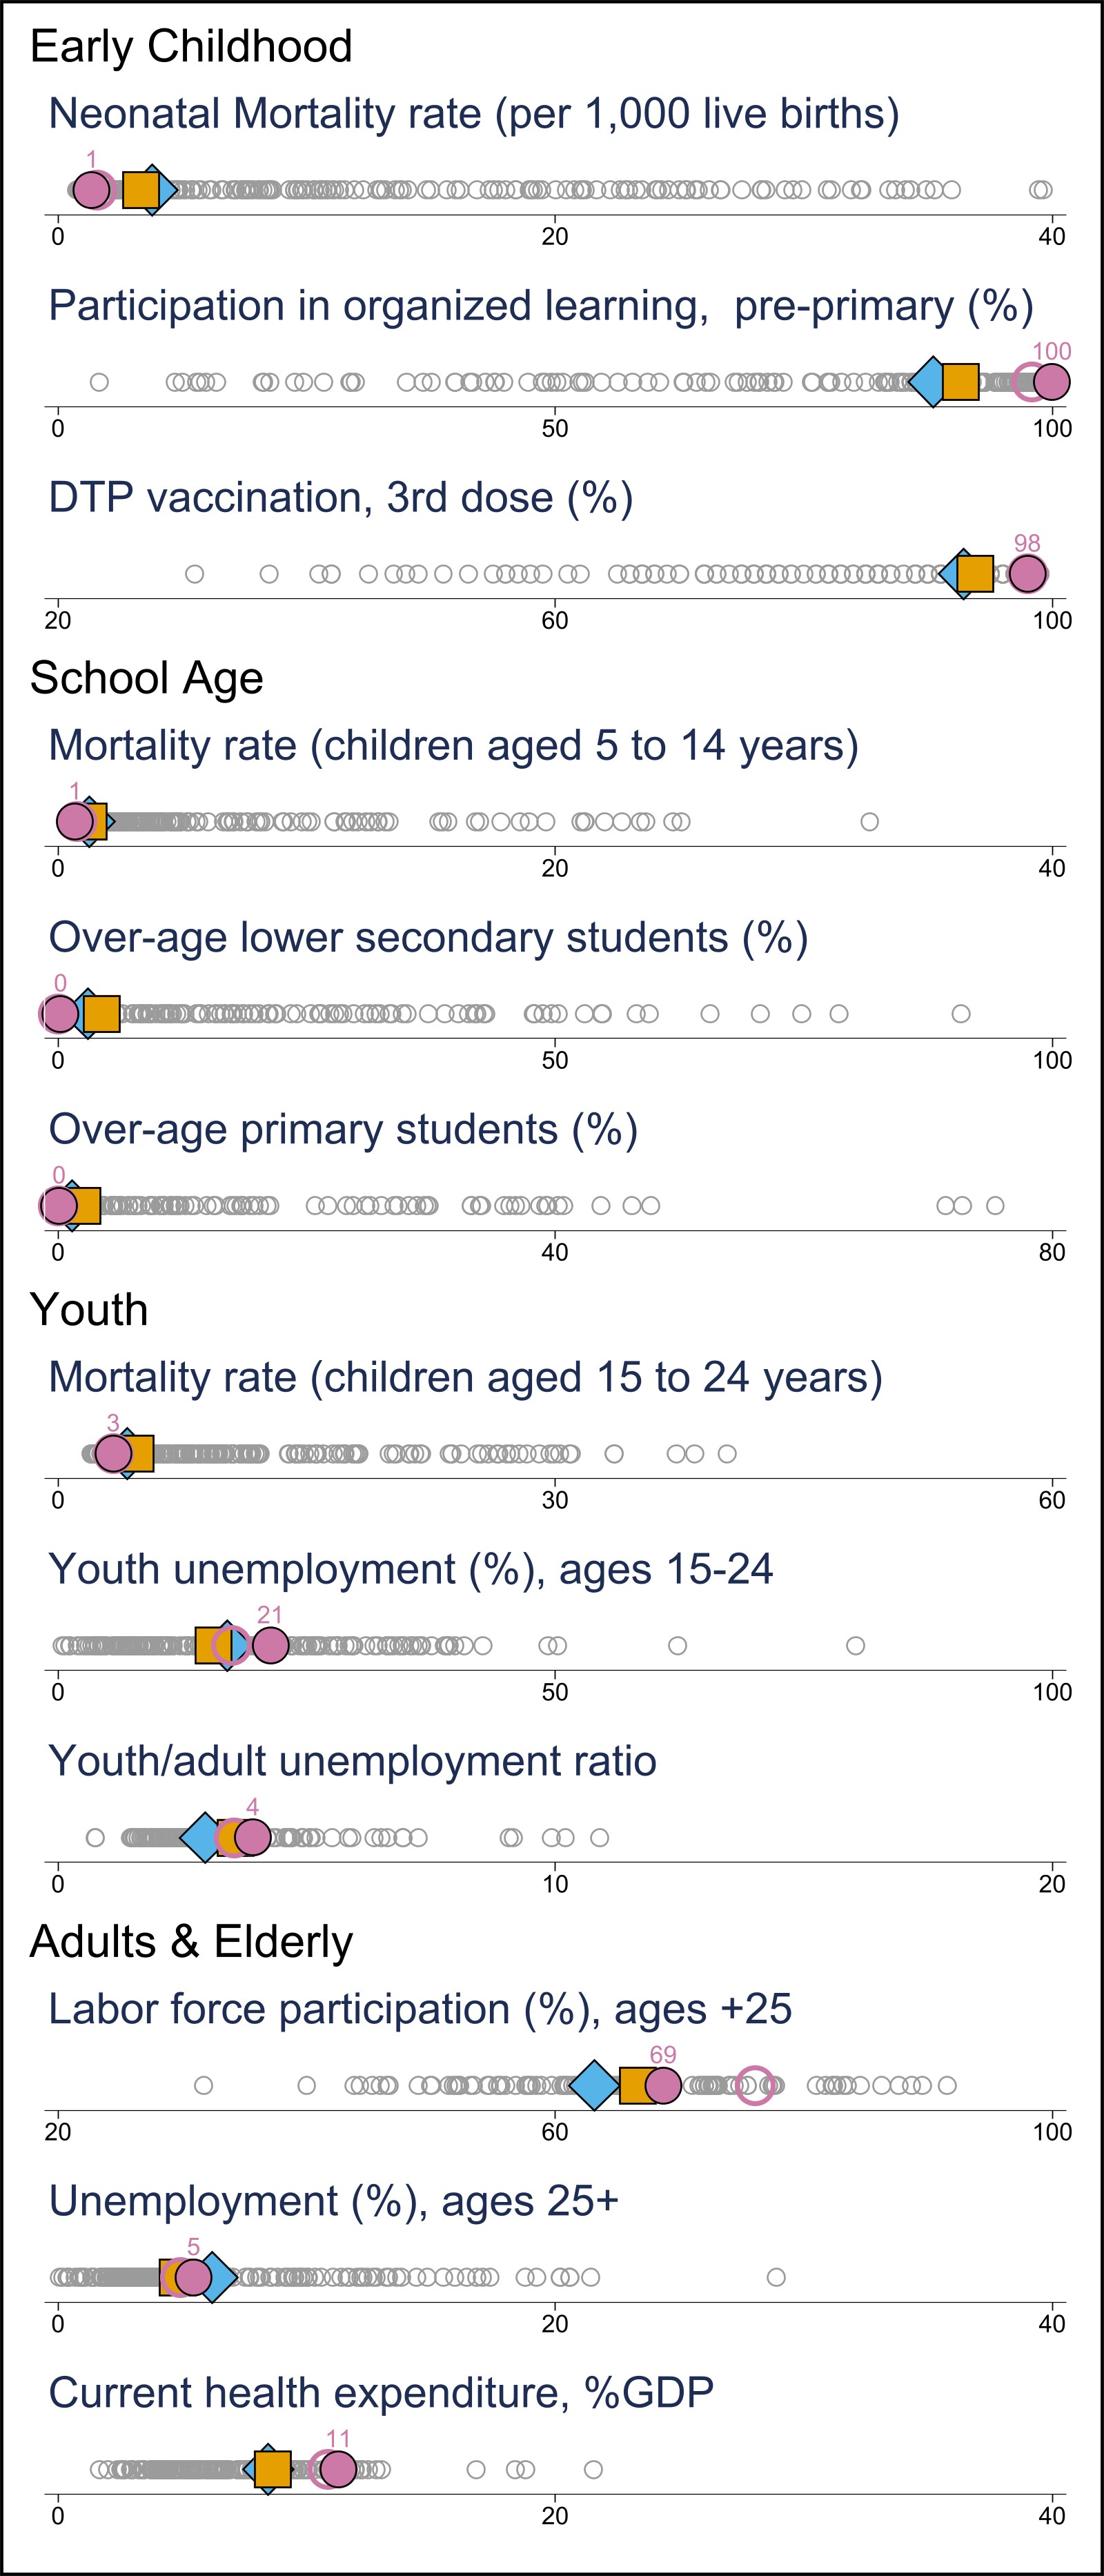 Early Childhood
Neonatal Mortality rate (per 1,000 live births)
1
0 20 40
Participation in organized learning,  pre-primary (%)
100
0 50 100
DTP vaccination, 3rd dose (%)
98
20 60 100
School Age
Mortality rate (children aged 5 to 14 years)
1
0 20 40
Over-age lower secondary students (%)
0
0 50 100
Over-age primary students (%)
0
0 40 80
Youth
Mortality rate (children aged 15 to 24 years)
3
0 30 60
Youth unemployment (%), ages 15-24
21
0 50 100
Youth/adult unemployment ratio
4
0 10 20
Adults & Elderly
Labor force participation (%), ages +25
69
20 60 100
Unemployment (%), ages 25+
5
0 20 40
Current health expenditure, %GDP
11
0 20 40